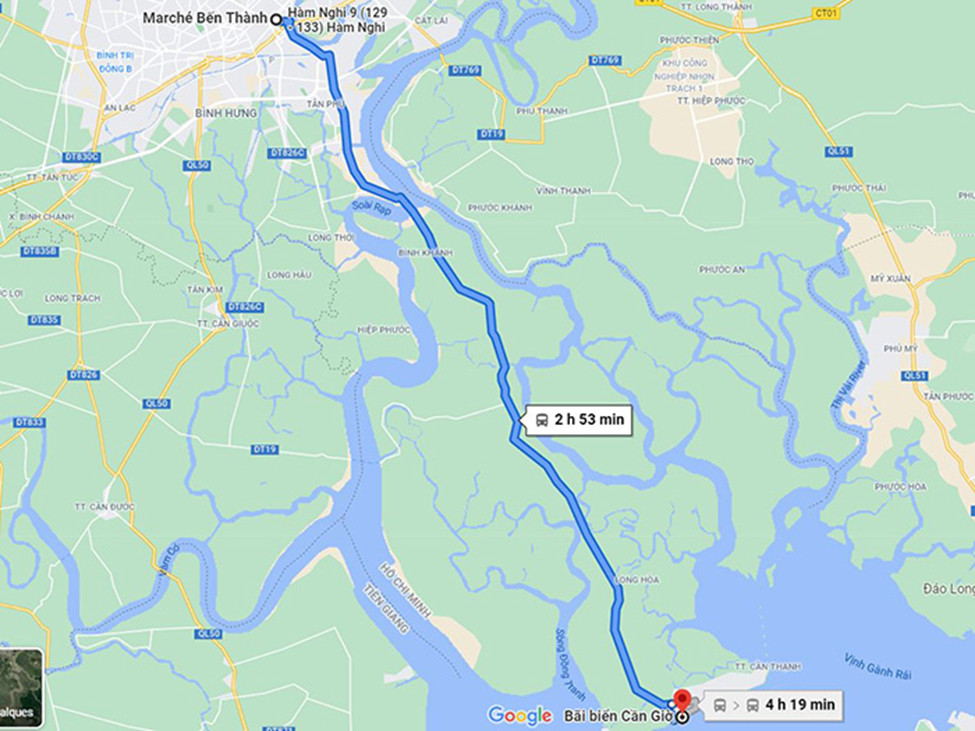 CT01
TT. LONG THÀNH
CT01
Marché Bến Thành
Hàm Nghi 9 (129
- 133) Hàm Nghi
CÁT LÁI
PHƯỚC THIỀN
BÌNH TRỊ
ĐÔNG B
DT769
DT769
KHU CÔNG
NGHIỆP NHƠN
TRẠCH 1
TT. HIỆP PHƯỚC
AN LẠC
TÂN PHÚ
BÌNH HƯNG
PHÚ THẠNH
DT19
DT830C
QL50
DT826C
QL51
LONG THỌ
TT. TÂN TÚC
VĨNH THANH
PHƯỚC THÁI
X. BÌNH CHÁNH
Soài Rạp
PHƯỚC KHÁNH
LONG THỚI
DT835B
BÌNH KHÁNH
LONG HẬU
PHƯỚC AN
MỸ XUÂN
TÂN KIM
LONG TRẠCH
DT826C
DT835
TT. CẦN GIUỘC
HIỆP PHƯỚC
PHÚ MỸ
DT826
QL51
Thị Vải River
TÂN PHƯỚC
QL50
2 h 53 min
DT833
DT19
PHƯỚC HÒA
TT. CẦN ĐƯỚC
Vàm Cỏ
HỒ CHÍ MINH
TIỀN GIANG
LONG HÒA
Đảo Long
QL50
Sông Đồng Tranh
Vịnh Gành Rái
TT. CẦN THẠNH
alques
Google
Bãi biển Cần Giờ
4 h 19 min